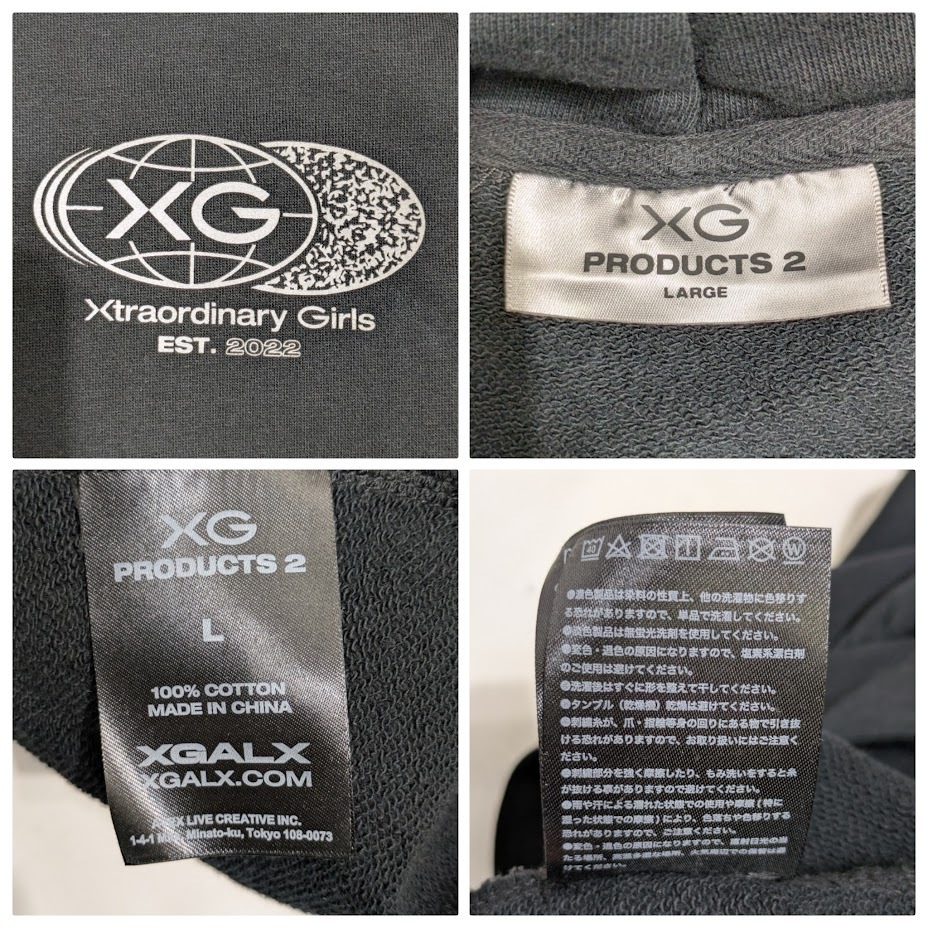 XG
Xtraordinary Girls
EST. 2022
XG
PRODUCTS 2
LARGE
XG
PRODUCTS 2
L
100% COTTON
MADE IN CHINA
XGALX
XGALX.COM
LIVE CREATIVE INC.
1-4-1 Minato-ku, Tokyo 108-0073
●濃色製品は染料の性質上、他の洗濯物に色移りす
る恐れがありますので、単品で洗濯してください。
●淡色製品は無蛍光洗剤を使用してください。
●変色・退色の原因になりますので、塩素系漂白剤
のご使用は避けてください。
●洗濯後はすぐに形を整えて干してください。
●タンブル(乾燥機)乾燥は避けてください。
●刺繍糸が、爪・指輪等身の回りにある物で引き抜
ける恐れがありますので、お取り扱いにはご注意く
ださい。
●刺繍部分を強く摩擦したり、もみ洗いをすると糸
が抜ける事がありますので避けてください。
●雨や汗による濡れた状態での使用や摩擦(特に
湿った状態での摩擦)により、色落ちや色移りする
恐れがありますので、ご注意ください。
●変色・退色の原因になりますので、直射日光の当
たる場所、